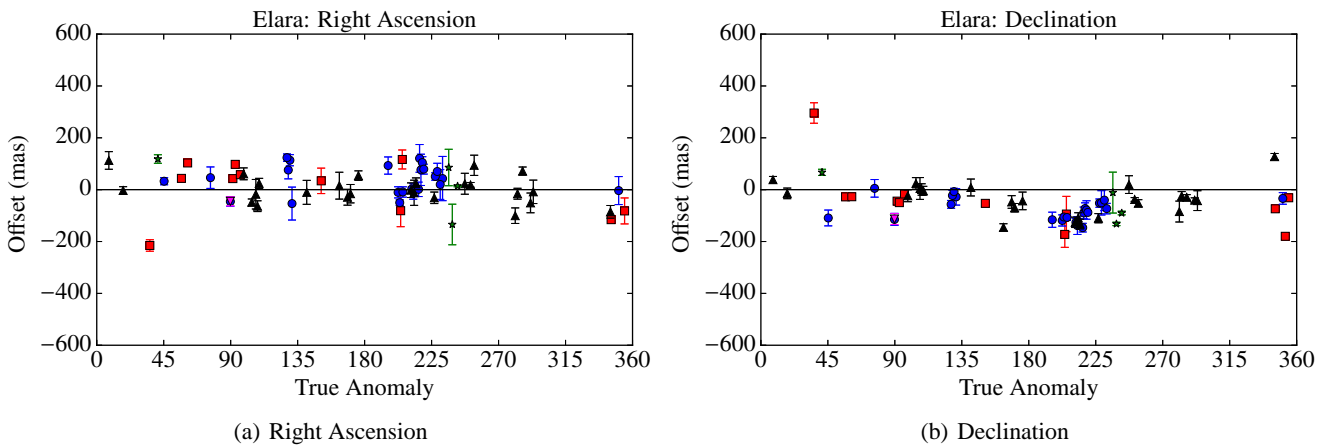 Elara: Right Ascension
600
400
200
0
−200
−400
−600
Offset (mas)
0 45 90 135 180 225 270 315 360
True Anomaly
(a) Right Ascension
Elara: Declination
600
400
200
0
−200
−400
−600
Offset (mas)
0 45 90 135 180 225 270 315 360
True Anomaly
(b) Declination